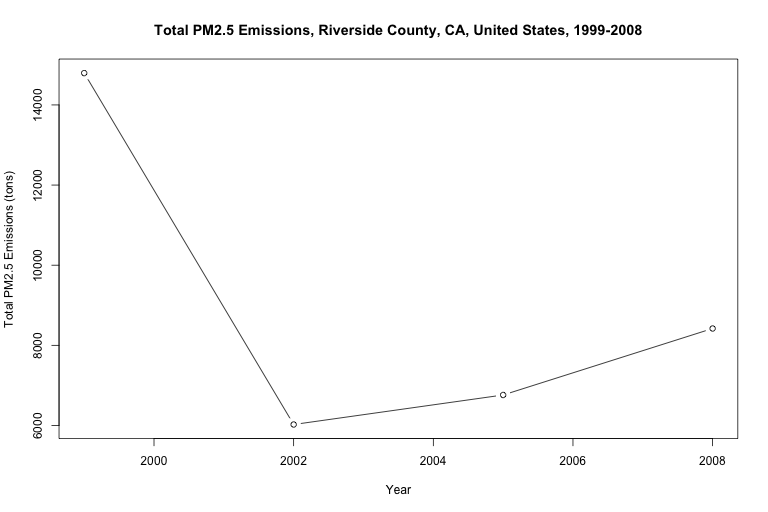 Total PM2.5 Emissions, Riverside County, CA, United States, 1999-2008
Total PM2.5 Emissions (tons)
14000
12000
10000
8000
6000
2000 2002 2004 2006 2008
Year